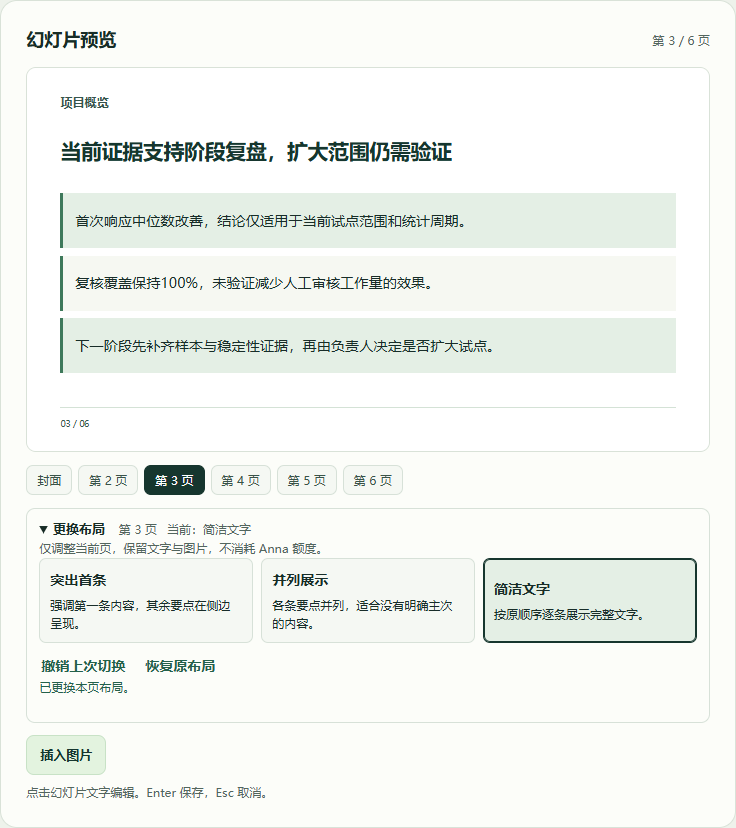 幻灯片预览
第 3 / 6 页
项目概览
当前证据支持阶段复盘，扩大范围仍需验证
首次响应中位数改善，结论仅适用于当前试点范围和统计周期。
复核覆盖保持100%，未验证减少人工审核工作量的效果。
下一阶段先补齐样本与稳定性证据，再由负责人决定是否扩大试点。
03 / 06
封面
第 2 页
第 3 页
第 4 页
第 5 页
第 6 页
▼ 更换布局 第 3 页 当前：简洁文字
仅调整当前页，保留文字与图片，不消耗 Anna 额度。
突出首条
强调第一条内容，其余要点在侧边
呈现。
并列展示
各条要点并列，适合没有明确主次
的内容。
简洁文字
按原顺序逐条展示完整文字。
撤销上次切换 恢复原布局
已更换本页布局。
插入图片
点击幻灯片文字编辑。Enter 保存，Esc 取消。